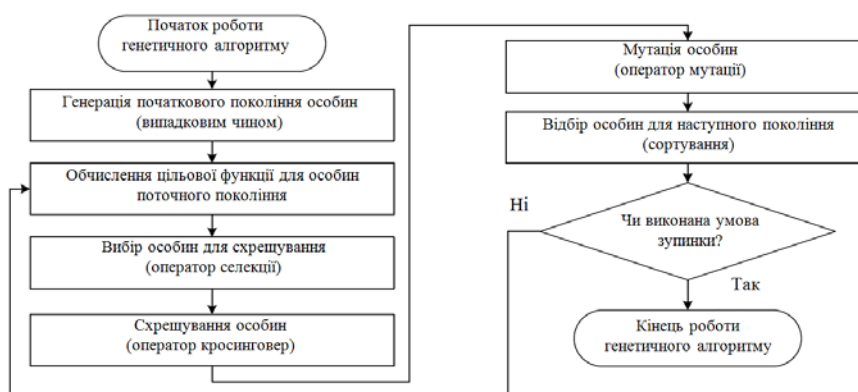 Початок роботи
генетичного алгоритму
Генерація початкового покоління особин
(випадковим чином)
Обчислення цільової функції для особин
поточного покоління
Вибір особин для схрещування
(оператор селекції)
Схрещування особин
(оператор кросинговер)
Мутація особин
(оператор мутації)
Відбір особин для наступного покоління
(сортування)
Ні
Чи виконана умова
зупинки?
Так
Кінець роботи
генетичного алгоритму